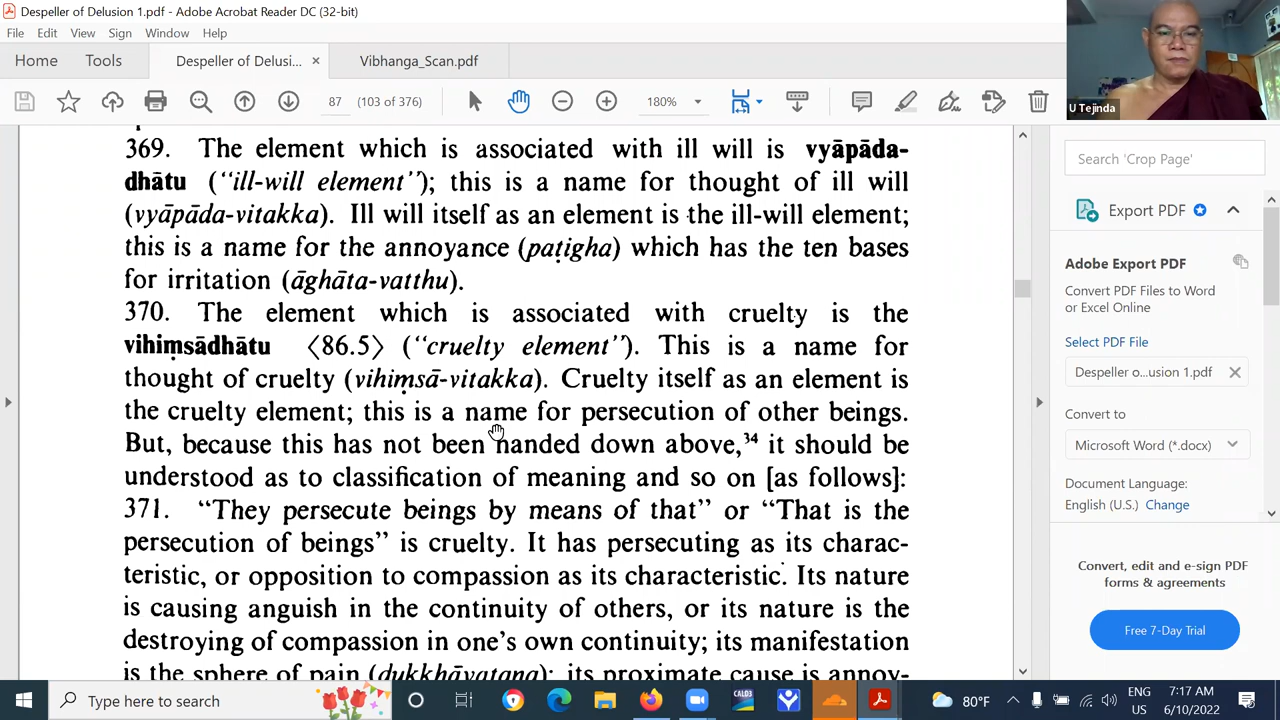 Despeller of Delusion 1.pdf - Adobe Acrobat Reader DC (32-bit)
File Edit View Sign Window Help
Home Tools Despeller of Delusi... × Vibhanga_Scan.pdf
87 (103 of 376) 180%
U Tejinda
369. The element which is associated with ill will is vyāpāda-
dhātu ("ill-will element"); this is a name for thought of ill will
(vyāpāda-vitakka). Ill will itself as an element is the ill-will element;
this is a name for the annoyance (paṭigha) which has the ten bases
for irritation (āghāta-vatthu).
370. The element which is associated with cruelty is the
vihiṃsādhātu ⟨86.5⟩ ("cruelty element"). This is a name for
thought of cruelty (vihiṃsā-vitakka). Cruelty itself as an element is
the cruelty element; this is a name for persecution of other beings.
But, because this has not been handed down above,³⁴ it should be
understood as to classification of meaning and so on [as follows]:
371. "They persecute beings by means of that" or "That is the
persecution of beings" is cruelty. It has persecuting as its charac-
teristic, or opposition to compassion as its characteristic. Its nature
is causing anguish in the continuity of others, or its nature is the
destroying of compassion in one's own continuity; its manifestation
is the sphere of pain (dukkhāyatana); its proximate cause is annoy-
Search 'Crop Page'
Export PDF
Adobe Export PDF
Convert PDF Files to Word
or Excel Online
Select PDF File
Despeller o...usion 1.pdf ×
Convert to
Microsoft Word (*.docx)
Document Language:
English (U.S.) Change
Convert, edit and e-sign PDF
forms & agreements
Free 7-Day Trial
Type here to search
CALD3
80°F
ENG
US
7:17 AM
6/10/2022